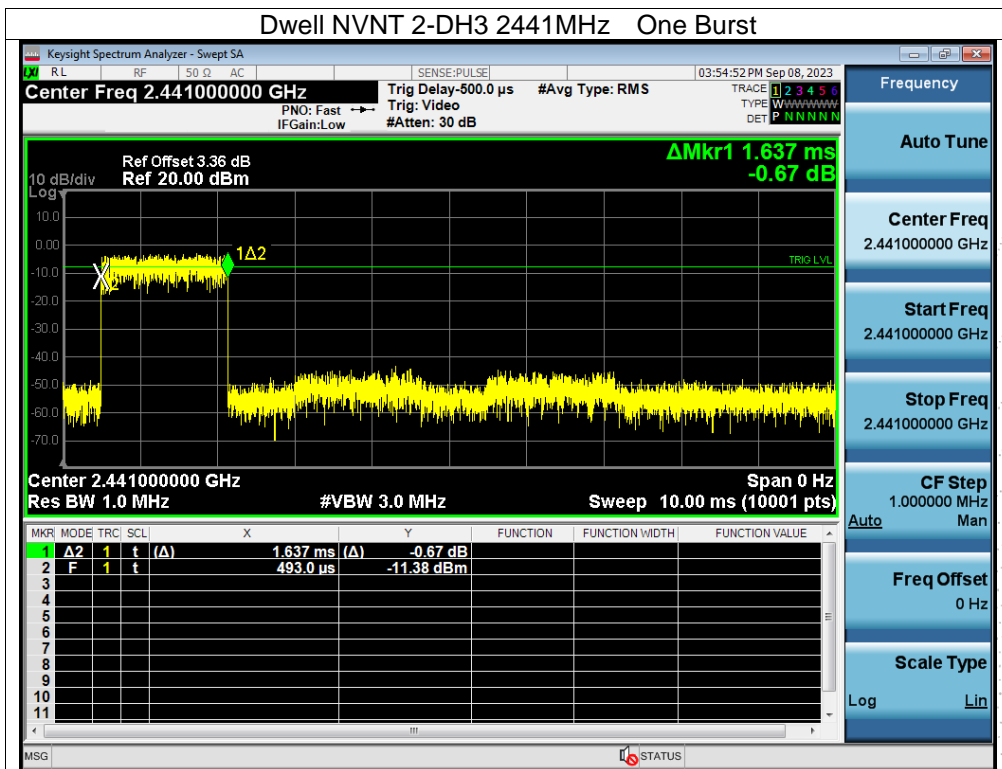 Dwell NVNT 2-DH3 2441MHz One Burst
Keysight Spectrum Analyzer - Swept SA
LXI RL RF 50 Ω AC SENSE:PULSE 03:54:52 PM Sep 08, 2023
Center Freq 2.441000000 GHz
PNO: Fast
IFGain:Low
Trig Delay-500.0 µs
Trig: Video
#Atten: 30 dB
#Avg Type: RMS
TRACE 1 2 3 4 5 6
TYPE WWWWWW
DET P N N N N N
Frequency
Auto Tune
Center Freq
2.441000000 GHz
Start Freq
2.441000000 GHz
Stop Freq
2.441000000 GHz
CF Step
1.000000 MHz
Auto Man
Freq Offset
0 Hz
Scale Type
Log Lin
ΔMkr1 1.637 ms
-0.67 dB
Ref Offset 3.36 dB
10 dB/div Ref 20.00 dBm
Log
10.0
0.00
-10.0
-20.0
-30.0
-40.0
-50.0
-60.0
-70.0
1Δ2
TRIG LVL
2
Center 2.441000000 GHz Span 0 Hz
Res BW 1.0 MHz #VBW 3.0 MHz Sweep 10.00 ms (10001 pts)
MKR MODE TRC SCL X Y FUNCTION FUNCTION WIDTH FUNCTION VALUE
1 Δ2 1 t (Δ) 1.637 ms (Δ) -0.67 dB
2 F 1 t 493.0 µs -11.38 dBm
3
4
5
6
7
8
9
10
11
MSG STATUS